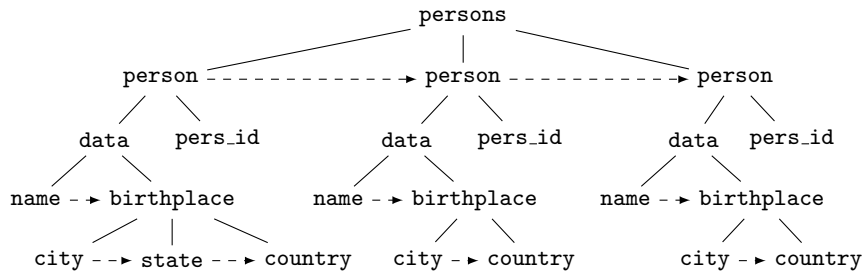 persons
person person person
data pers_id data pers_id data pers_id
name birthplace name birthplace name birthplace
city state country city country city country